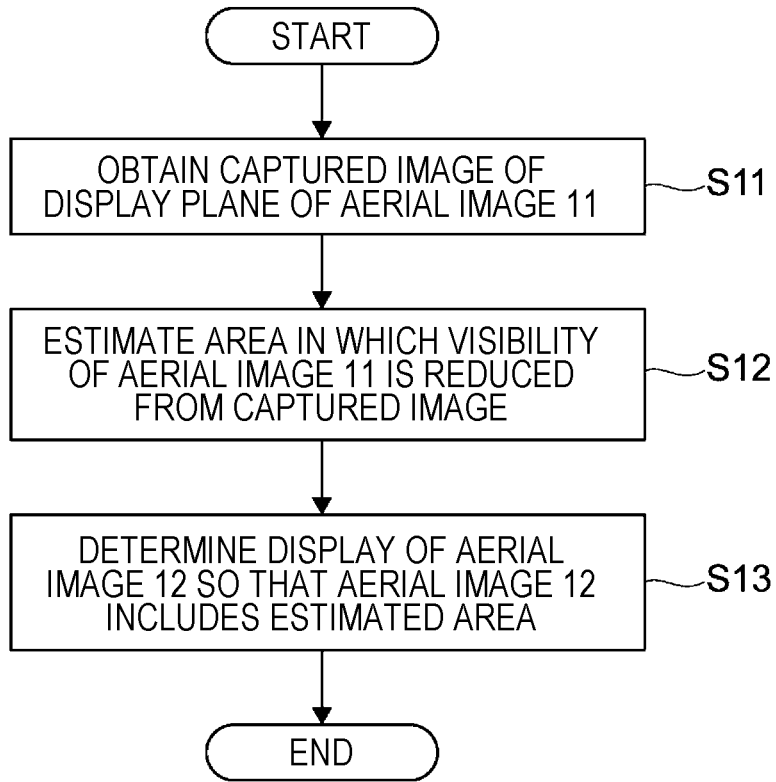 START
OBTAIN CAPTURED IMAGE OF
DISPLAY PLANE OF AERIAL IMAGE 11
S11
ESTIMATE AREA IN WHICH VISIBILITY
OF AERIAL IMAGE 11 IS REDUCED
FROM CAPTURED IMAGE
S12
DETERMINE DISPLAY OF AERIAL
IMAGE 12 SO THAT AERIAL IMAGE 12
INCLUDES ESTIMATED AREA
S13
END